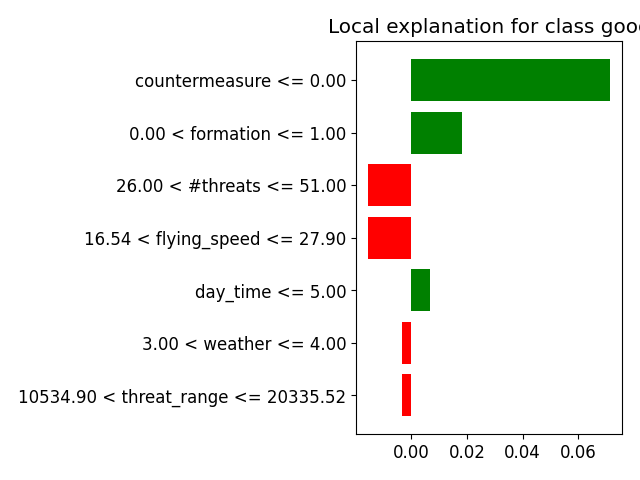 Local explanation for class good
countermeasure <= 0.00
0.00 < formation <= 1.00
26.00 < #threats <= 51.00
16.54 < flying_speed <= 27.90
day_time <= 5.00
3.00 < weather <= 4.00
10534.90 < threat_range <= 20335.52
0.00 0.02 0.04 0.06